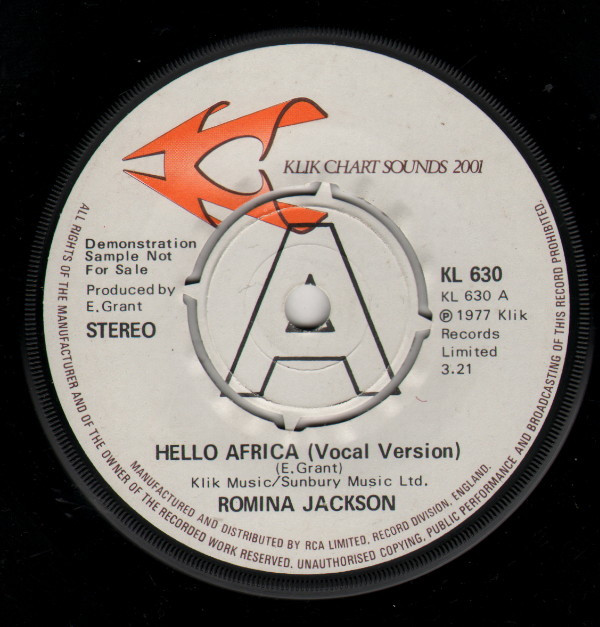 KLIK CHART SOUNDS 2001
Demonstration
Sample Not
For Sale
Produced by
E.Grant
STEREO
A
KL 630
KL 630 A
℗ 1977 Klik
Records
Limited
3.21
HELLO AFRICA (Vocal Version)
(E.Grant)
Klik Music/Sunbury Music Ltd.
ROMINA JACKSON
ALL RIGHTS OF THE MANUFACTURER AND OF THE OWNER OF THE RECORDED WORK RESERVED. UNAUTHORISED COPYING, PUBLIC PERFORMANCE AND BROADCASTING OF THIS RECORD PROHIBITED.
MANUFACTURED AND DISTRIBUTED BY RCA LIMITED, RECORD DIVISION, ENGLAND.